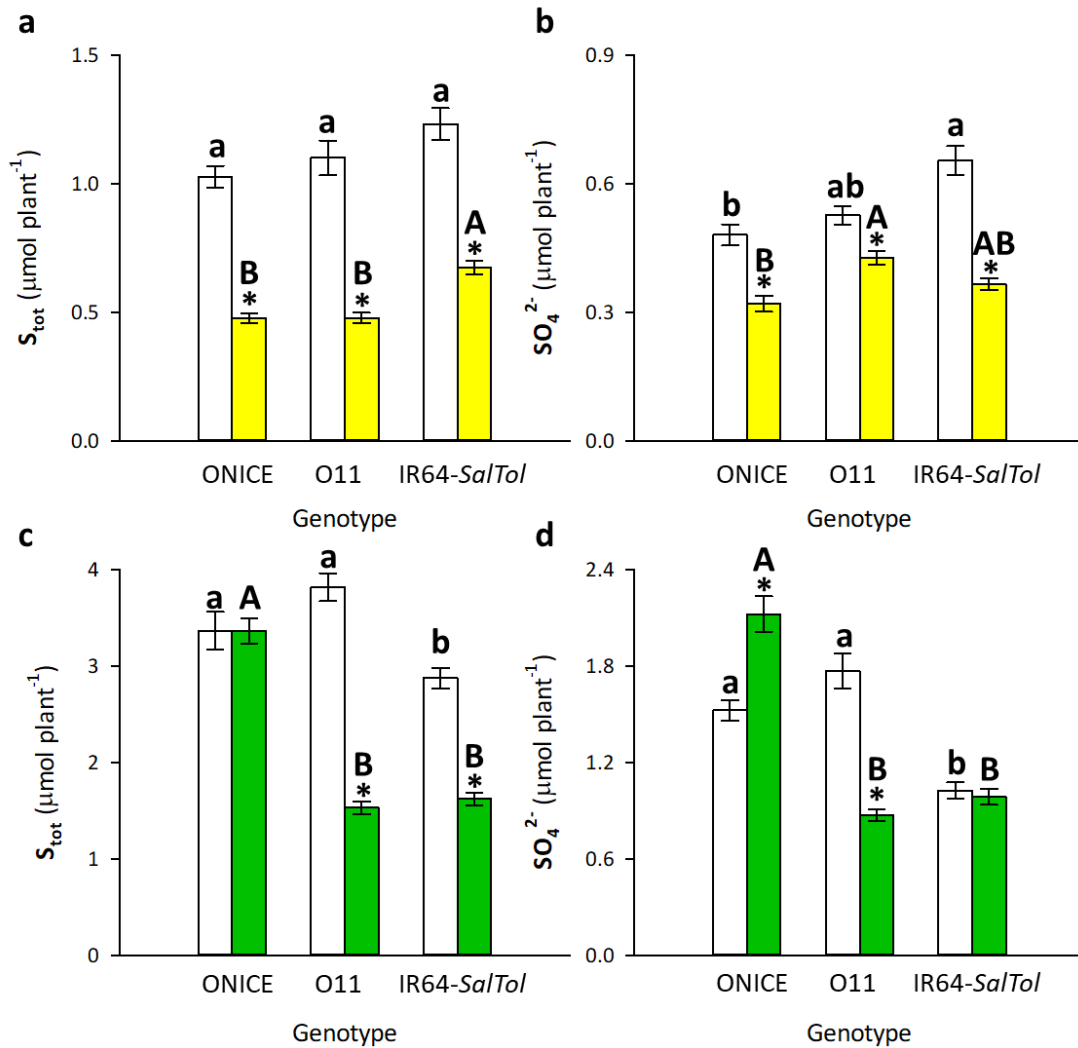 a
S_tot (μmol plant⁻¹)
1.5
1.0
0.5
0.0
a
B
*
a
B
*
a
A
*
ONICE O11 IR64-SalTol
Genotype
b
SO₄²⁻ (μmol plant⁻¹)
0.9
0.6
0.3
0.0
b
B
*
ab
A
*
a
AB
*
ONICE O11 IR64-SalTol
Genotype
c
S_tot (μmol plant⁻¹)
4
3
2
1
0
a A
a
B
*
b
B
*
ONICE O11 IR64-SalTol
Genotype
d
SO₄²⁻ (μmol plant⁻¹)
2.4
1.8
1.2
0.6
0.0
a
A
*
a
B
*
b B
ONICE O11 IR64-SalTol
Genotype